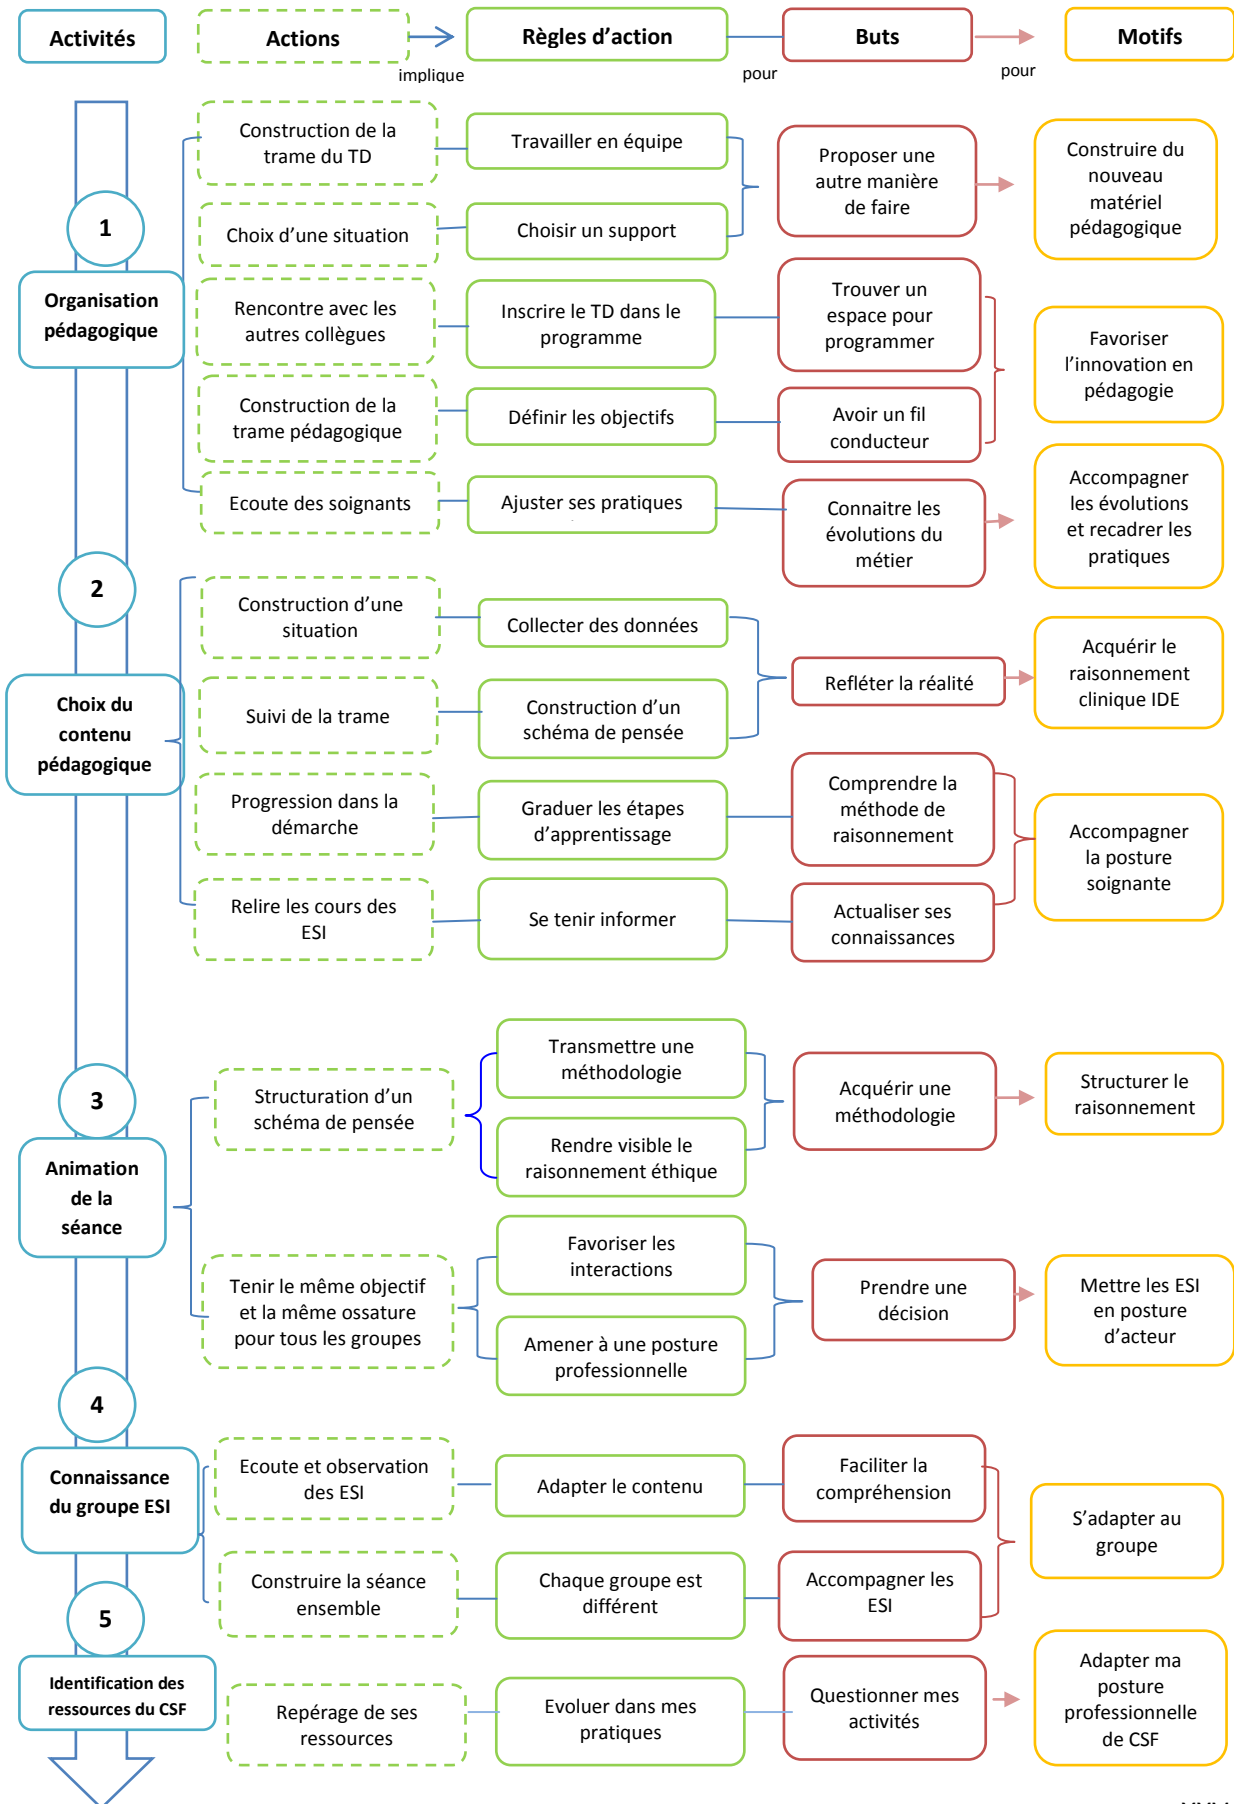 Activités
Actions
implique
Règles d'action
pour
Buts
pour
Motifs
1
Organisation
pédagogique
Construction de la
trame du TD
Travailler en équipe
Choix d'une situation
Choisir un support
Proposer une
autre manière
de faire
Construire du
nouveau
matériel
pédagogique
Rencontre avec les
autres collègues
Inscrire le TD dans le
programme
Trouver un
espace pour
programmer
Construction de la
trame pédagogique
Définir les objectifs
Avoir un fil
conducteur
Favoriser
l'innovation en
pédagogie
Ecoute des soignants
Ajuster ses pratiques
Connaitre les
évolutions du
métier
Accompagner
les évolutions
et recadrer les
pratiques
2
Choix du
contenu
pédagogique
Construction d'une
situation
Collecter des données
Suivi de la trame
Construction d'un
schéma de pensée
Refléter la réalité
Acquérir le
raisonnement
clinique IDE
Progression dans la
démarche
Graduer les étapes
d'apprentissage
Comprendre la
méthode de
raisonnement
Relire les cours des
ESI
Se tenir informer
Actualiser ses
connaissances
Accompagner
la posture
soignante
3
Animation
de la
séance
Structuration d'un
schéma de pensée
Transmettre une
méthodologie
Rendre visible le
raisonnement éthique
Acquérir une
méthodologie
Structurer le
raisonnement
Tenir le même objectif
et la même ossature
pour tous les groupes
Favoriser les
interactions
Amener à une posture
professionnelle
Prendre une
décision
Mettre les ESI
en posture
d'acteur
4
Connaissance
du groupe ESI
Ecoute et observation
des ESI
Adapter le contenu
Faciliter la
compréhension
Construire la séance
ensemble
Chaque groupe est
différent
Accompagner les
ESI
S'adapter au
groupe
5
Identification des
ressources du CSF
Repérage de ses
ressources
Evoluer dans mes
pratiques
Questionner mes
activités
Adapter ma
posture
professionnelle
de CSF